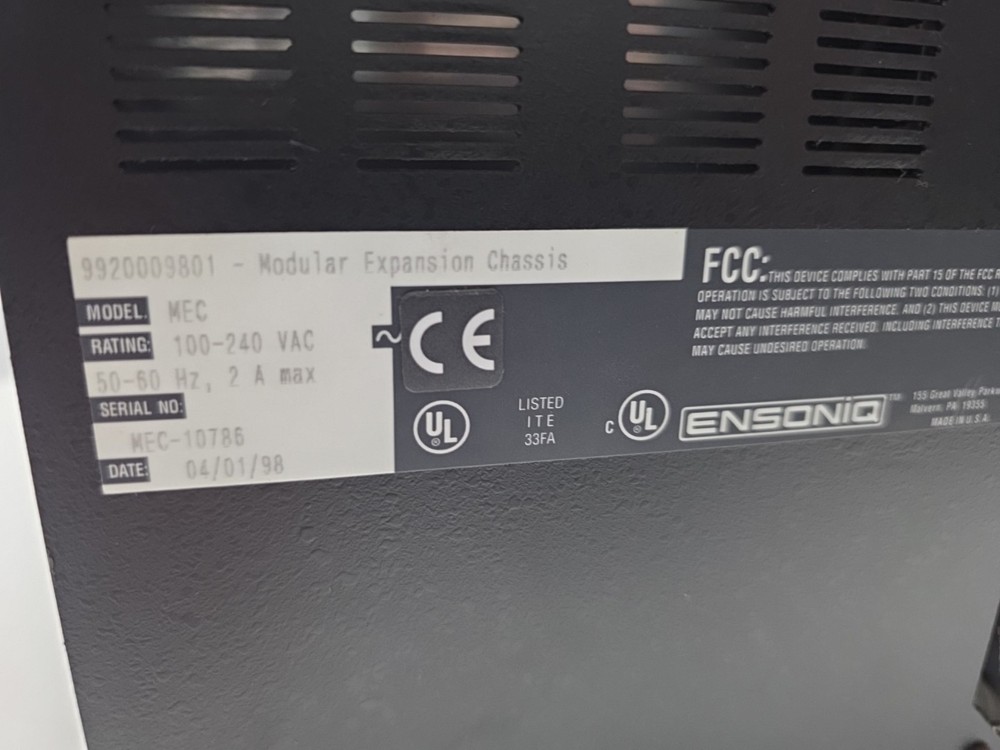 9920009801 - Modular Expansion Chassis
MODEL: MEC
RATING: 100-240 VAC ~
50-60 Hz, 2 A max
SERIAL NO:
MEC-10786
DATE: 04/01/98
CE
UL ®
LISTED
ITE
33FA
C UL ®
FCC: THIS DEVICE COMPLIES WITH PART 15 OF THE FCC
OPERATION IS SUBJECT TO THE FOLLOWING TWO CONDITIONS: (1)
MAY NOT CAUSE HARMFUL INTERFERENCE, AND (2) THIS DEVICE
ACCEPT ANY INTERFERENCE RECEIVED, INCLUDING INTERFERENCE
MAY CAUSE UNDESIRED OPERATION.
ENSONIQ™
155 Great Valley
Malvern, PA 19355
MADE IN U.S.A.